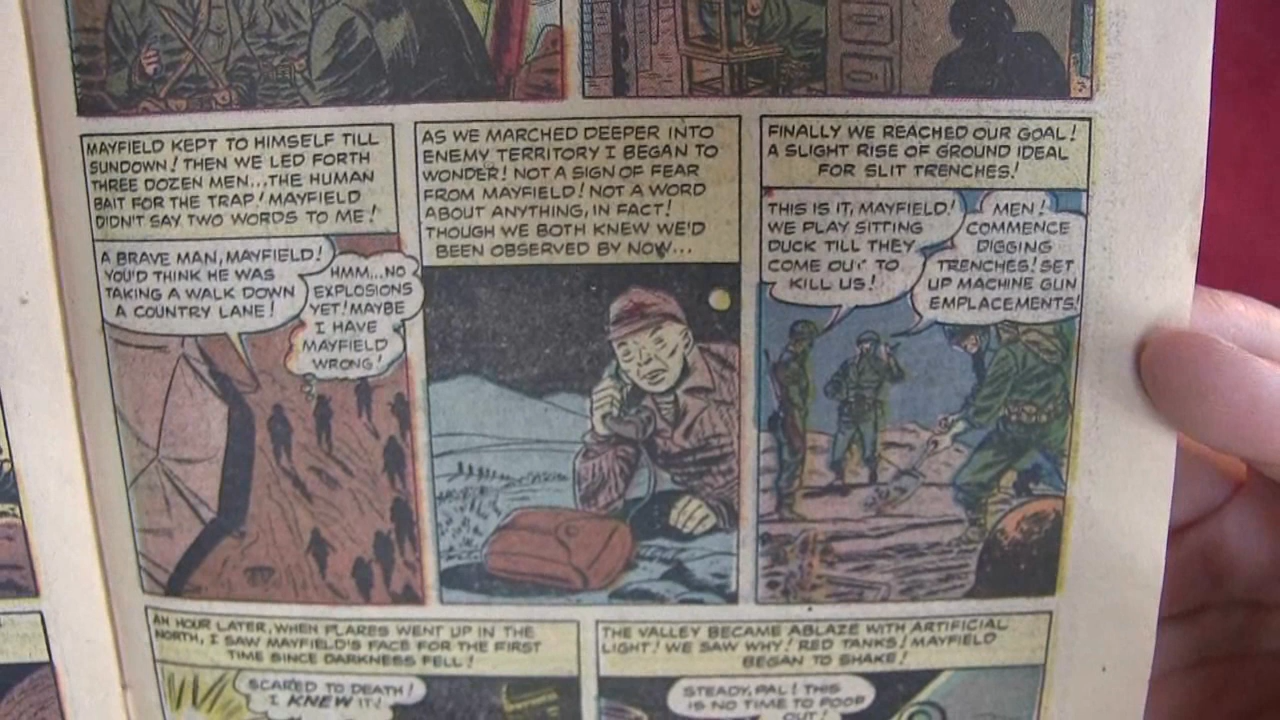 MAYFIELD KEPT TO HIMSELF TILL
SUNDOWN! THEN WE LED FORTH
THREE DOZEN MEN...THE HUMAN
BAIT FOR THE TRAP! MAYFIELD
DIDN'T SAY TWO WORDS TO ME!
A BRAVE MAN, MAYFIELD!
YOU'D THINK HE WAS
TAKING A WALK DOWN
A COUNTRY LANE!
HMM...NO
EXPLOSIONS
YET! MAYBE
I HAVE
MAYFIELD
WRONG!
AS WE MARCHED DEEPER INTO
ENEMY TERRITORY I BEGAN TO
WONDER! NOT A SIGN OF FEAR
FROM MAYFIELD! NOT A WORD
ABOUT ANYTHING, IN FACT!
THOUGH WE BOTH KNEW WE'D
BEEN OBSERVED BY NOW...
FINALLY WE REACHED OUR GOAL!
A SLIGHT RISE OF GROUND IDEAL
FOR SLIT TRENCHES!
THIS IS IT, MAYFIELD!
WE PLAY SITTING
DUCK TILL THEY
COME OUT TO
KILL US!
MEN!
COMMENCE
DIGGING
TRENCHES! SET
UP MACHINE GUN
EMPLACEMENTS!
AN HOUR LATER, WHEN FLARES WENT UP IN THE
NORTH, I SAW MAYFIELD'S FACE FOR THE FIRST
TIME SINCE DARKNESS FELL!
SCARED TO DEATH!
I KNEW IT!
THE VALLEY BECAME ABLAZE WITH ARTIFICIAL
LIGHT! WE SAW WHY! RED TANKS! MAYFIELD
BEGAN TO SHAKE!
STEADY, PAL! THIS
IS NO TIME TO POOP
OUT!